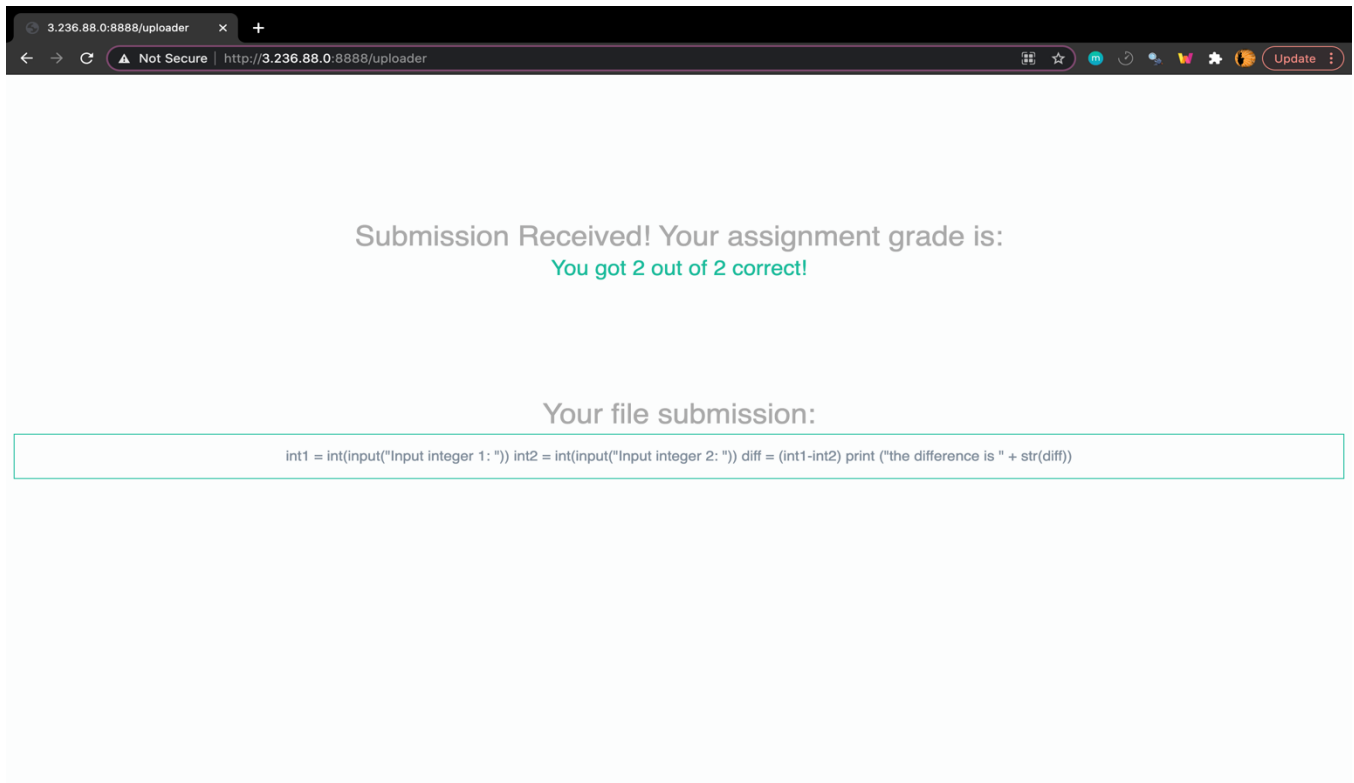 3.236.88.0:8888/uploader
Not Secure | http://3.236.88.0:8888/uploader
m
Update
Submission Received! Your assignment grade is:
You got 2 out of 2 correct!
Your file submission:
int1 = int(input("Input integer 1: ")) int2 = int(input("Input integer 2: ")) diff = (int1-int2) print ("the difference is " + str(diff))